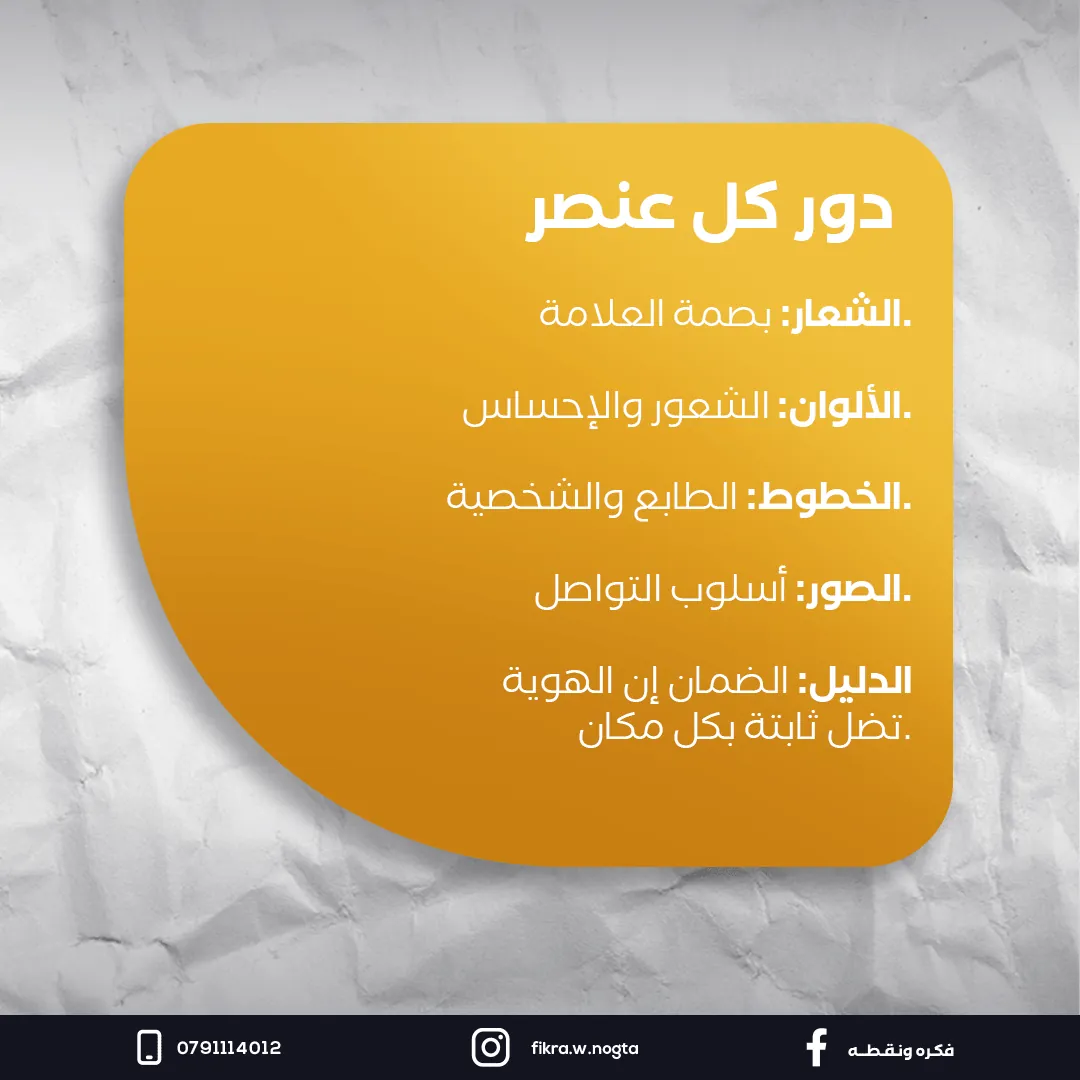 دور كل عنصر
.الشعار: بصمة العلامة
.الألوان: الشعور والإحساس
.الخطوط: الطابع والشخصية
.الصور: أسلوب التواصل
الدليل: الضمان إن الهوية
.تضل ثابتة بكل مكان
0791114012
fikra.w.nogta
فكره ونقطه